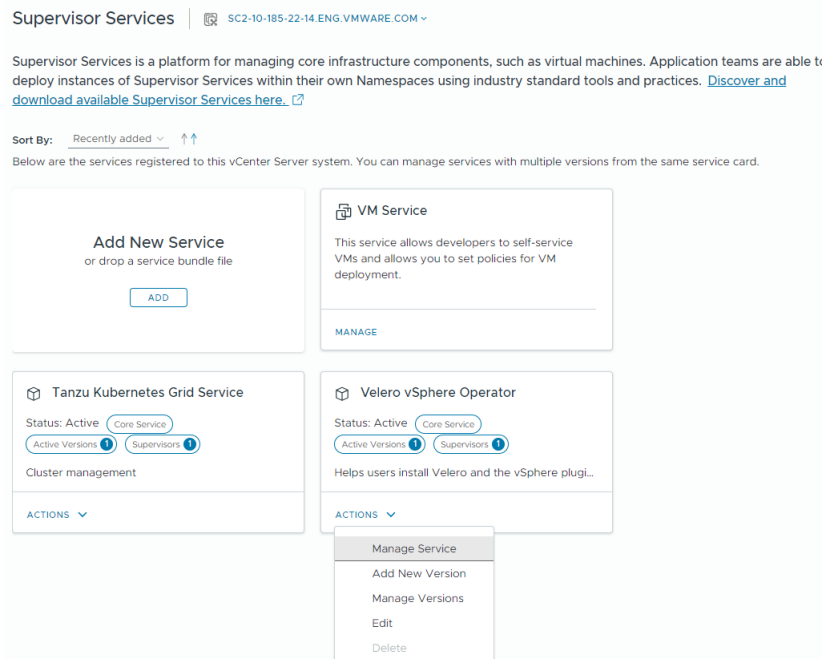 Supervisor Services
SC2-10-185-22-14.ENG.VMWARE.COM
Supervisor Services is a platform for managing core infrastructure components, such as virtual machines. Application teams are able to
deploy instances of Supervisor Services within their own Namespaces using industry standard tools and practices. Discover and
download available Supervisor Services here.
Sort By: Recently added
Below are the services registered to this vCenter Server system. You can manage services with multiple versions from the same service card.
Add New Service
or drop a service bundle file
ADD
VM Service
This service allows developers to self-service
VMs and allows you to set policies for VM
deployment.
MANAGE
Tanzu Kubernetes Grid Service
Status: Active Core Service
Active Versions 1 Supervisors 1
Cluster management
ACTIONS
Velero vSphere Operator
Status: Active Core Service
Active Versions 1 Supervisors 1
Helps users install Velero and the vSphere plugi...
ACTIONS
Manage Service
Add New Version
Manage Versions
Edit
Delete